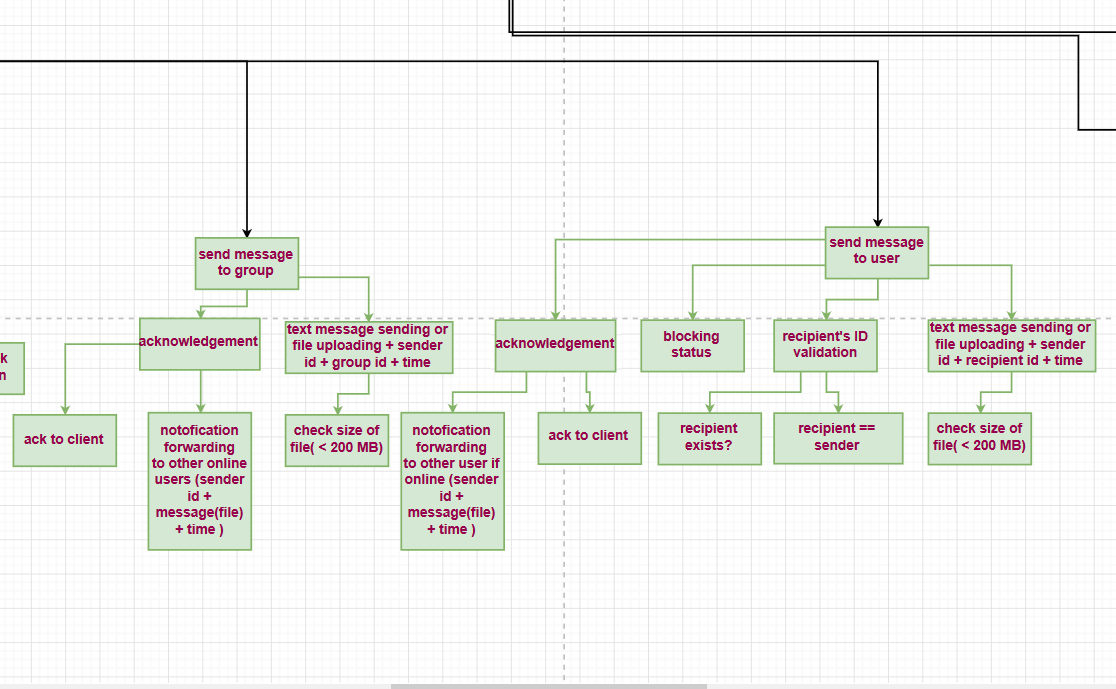 send message
to group
send message
to user
acknowledgement
text message sending or
file uploading + sender
id + group id + time
acknowledgement
blocking
status
recipient's ID
validation
text message sending or
file uploading + sender
id + recipient id + time
k
n
ack to client
notofication
forwarding
to other online
users (sender
id +
message(file)
+ time )
check size of
file( < 200 MB)
notofication
forwarding
to other user if
online (sender
id +
message(file)
+ time )
ack to client
recipient
exists?
recipient ==
sender
check size of
file( < 200 MB)